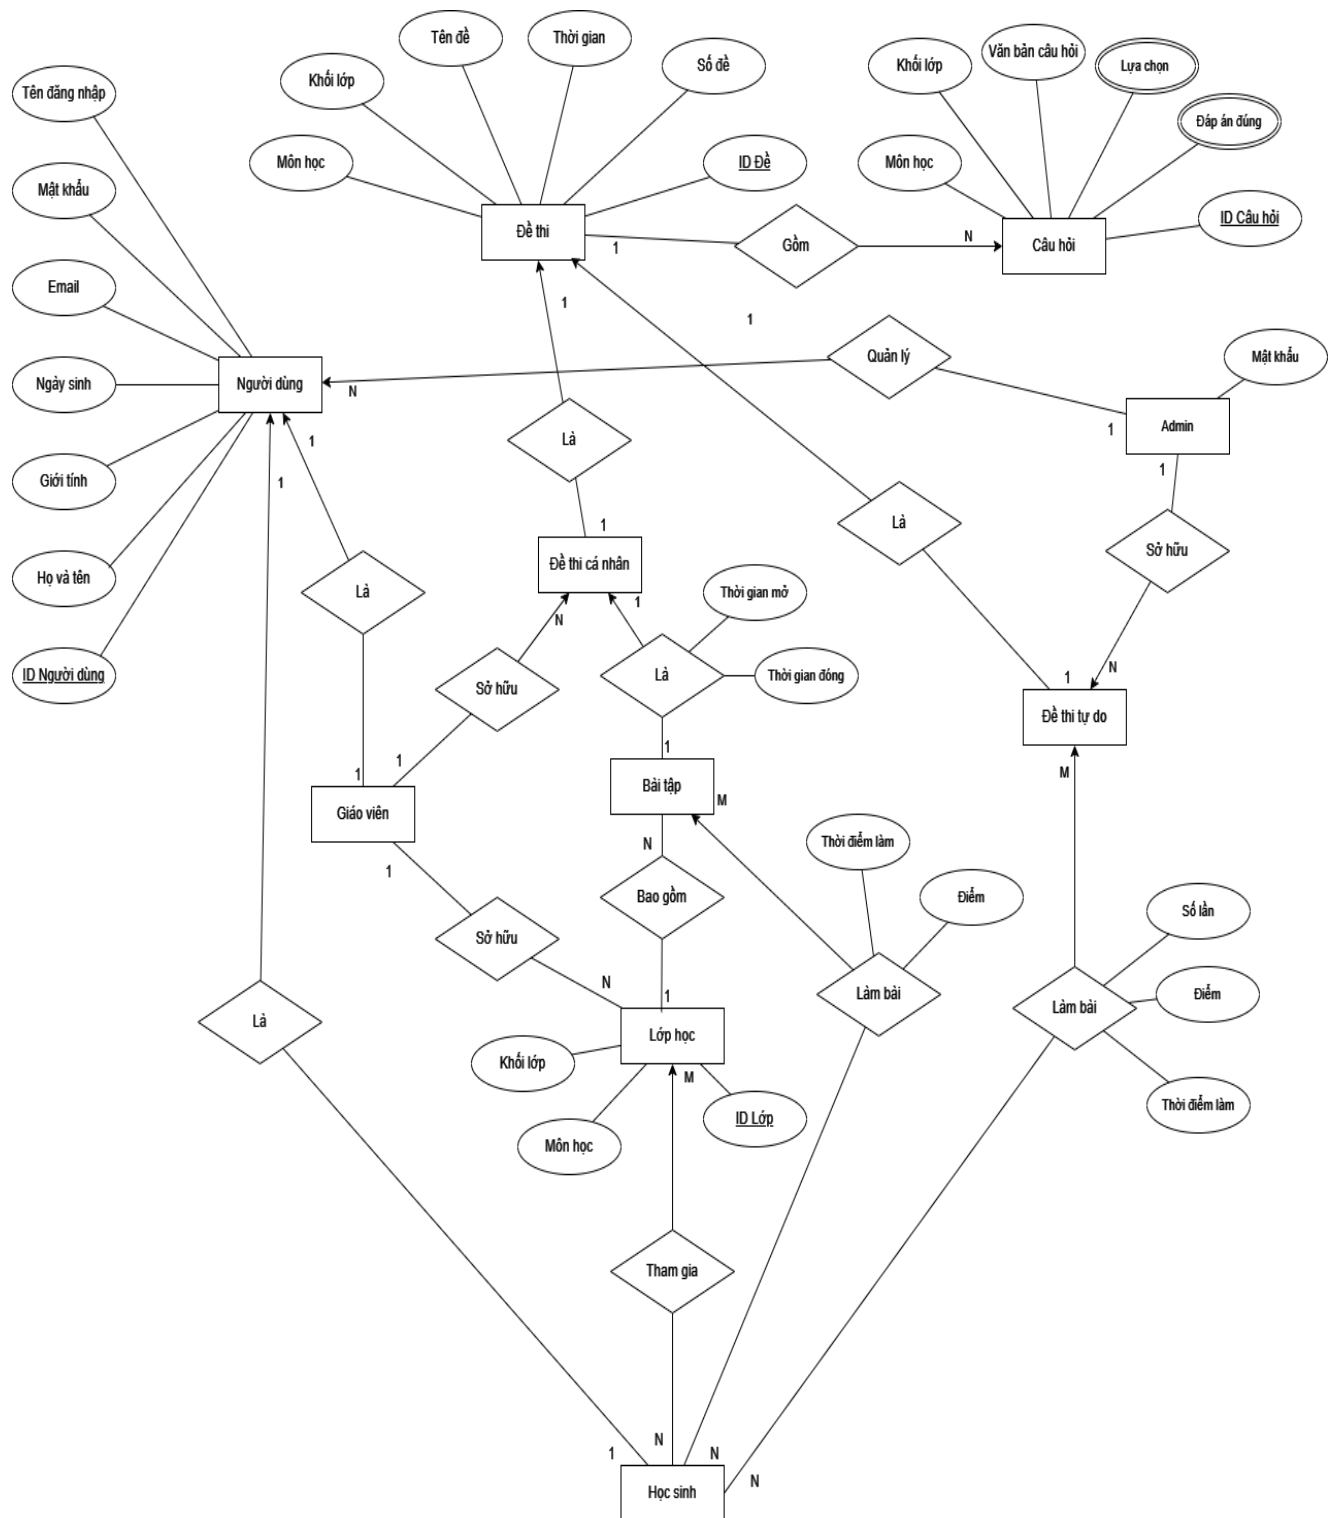 Tên đề
Thời gian
Khối lớp
Số đề
Môn học
ID Đề
Đề thi
Khối lớp
Văn bản câu hỏi
Lựa chọn
Đáp án đúng
Môn học
ID Câu hỏi
Câu hỏi
1
Gồm
N
Tên đăng nhập
Mật khẩu
Email
Ngày sinh
Giới tính
Họ và tên
ID Người dùng
Người dùng
N
1
1
1
1
Quản lý
Mật khẩu
Admin
1
1
Là
Là
Sở hữu
1
Đề thi cá nhân
Là
N
1
Thời gian mở
Là
Thời gian đóng
Sở hữu
1
N
Đề thi tự do
M
1
1
1
Giáo viên
1
Bài tập
M
N
Bao gồm
Sở hữu
N
1
Lớp học
M
Khối lớp
Môn học
ID Lớp
Thời điểm làm
Điểm
Làm bài
Số lần
Điểm
Làm bài
Thời điểm làm
Là
Tham gia
1
N
N
N
Học sinh